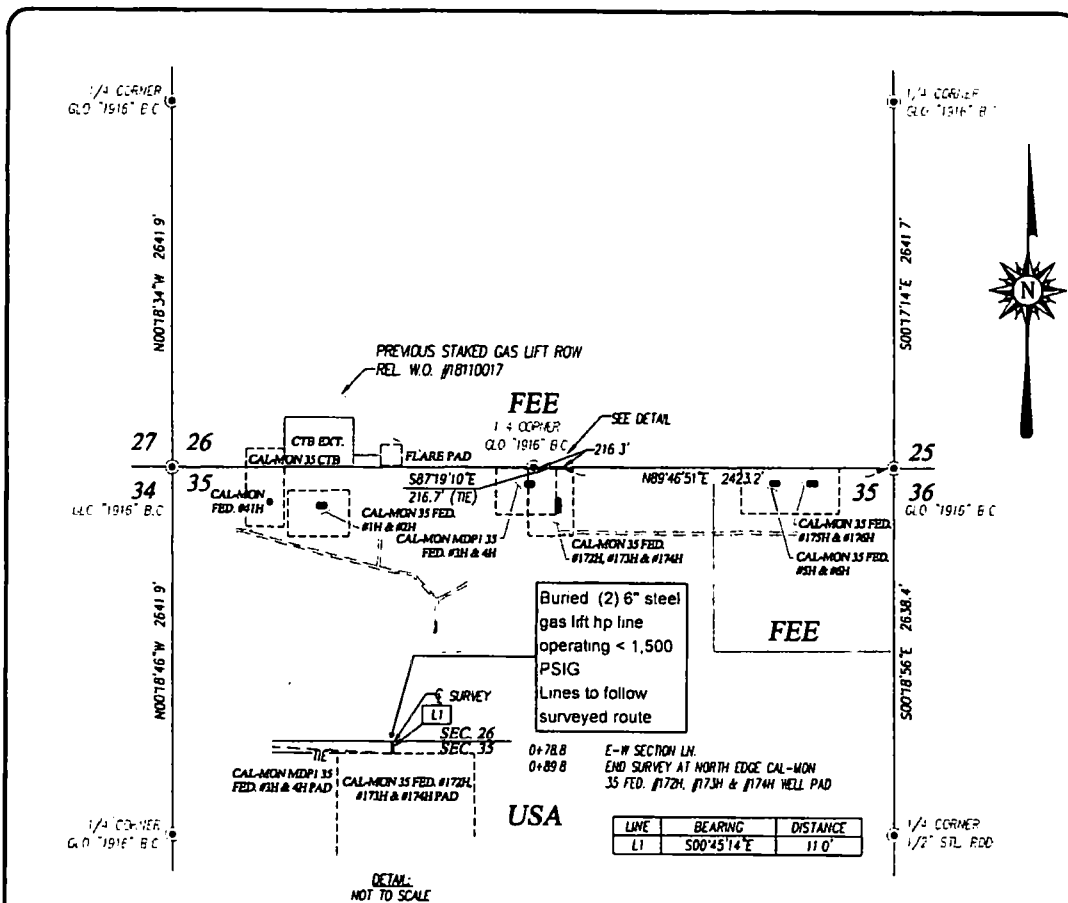 1/4 CORNER
GLO "1916" B.C
1/4 CORNER
GLO "1916" B.C
N00°18'34"W 2641 9'
S00°17'14"E 2641 7'
N
PREVIOUS STAKED GAS LIFT ROW
REL. W.O. #18110017
FEE
1 4 CORNER
GLO "1916" B.C
SEE DETAIL
216 3'
27 26
CTB EXT.
CAL-MON 35 CTB
FLARE PAD
25
34 35
S87°19'10"E
216.7' (TIE)
N89°46'51"E 2423.2'
35 36
GLO "1916" B.C
CAL-MON
FED. #41H
CAL-MON 35 FED.
#1H & #2H
CAL-MON MDP1 35
FED. #3H & 4H
CAL-MON 35 FED.
#172H, #173H & #174H
CAL-MON 35 FED.
#175H & #176H
CAL-MON 35 FED.
#5H & #6H
GLO "1916" B.C
N00°18'46"W 2641 9'
S00°18'56"E 2638.4'
Buried (2) 6" steel
gas lift hp line
operating < 1,500
PSIG
Lines to follow
surveyed route
FEE
SURVEY
L1
SEC. 26
SEC. 35
TIE
CAL-MON MDP1 35
FED. #3H & 4H PAD
CAL-MON 35 FED. #172H,
#173H & #174H PAD
0+78.8 E-W SECTION LN.
0+89 8 END SURVEY AT NORTH EDGE CAL-MON
35 FED. #172H, #173H & #174H WELL PAD
USA
LINE BEARING DISTANCE
L1 S00°45'14"E 11 0'
1/4 CORNER
GLO "1916" B.C
1/4 CORNER
1/2" STL. ROD
DETAIL:
NOT TO SCALE